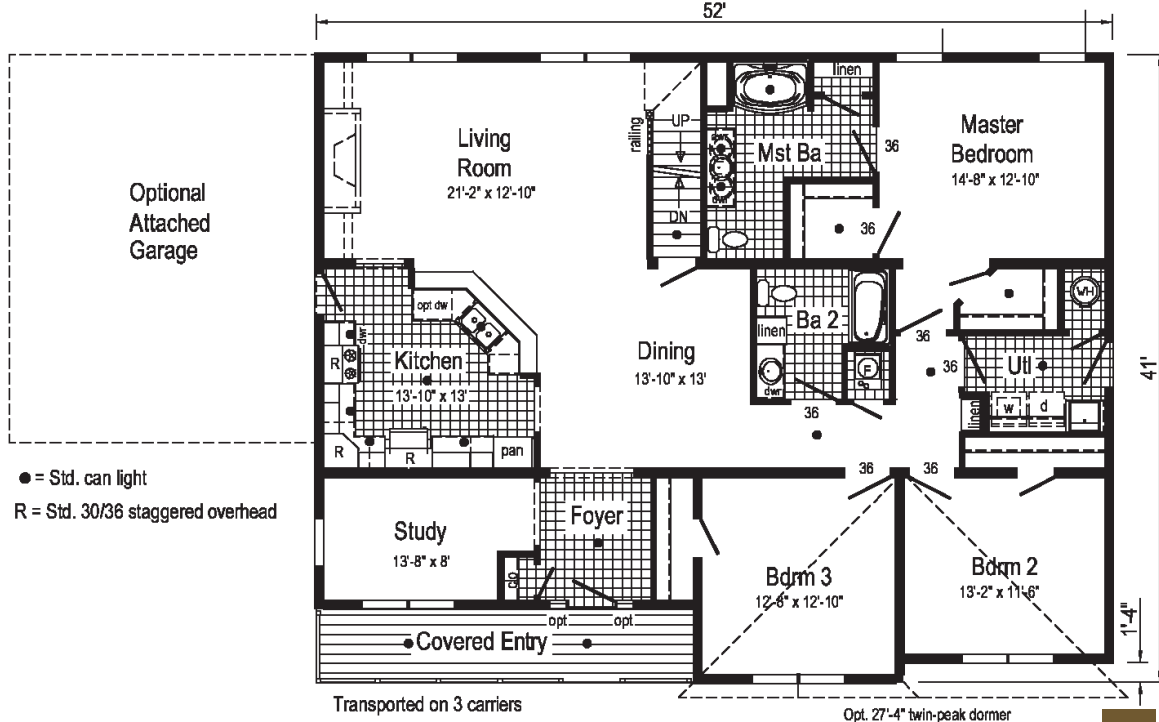 52'
linen
UP
railing
Living
Room
21'-2" x 12'-10"
dwr
Mst Ba
36
Master
Bedroom
14'-8" x 12'-10"
Optional
Attached
Garage
dwr
DN
36
opt dw
WH
linen
Ba 2
dwr
R
Kitchen
13'-10" x 13'
Dining
13'-10" x 13'
F
36
36
Utl
41'
dwr
w
d
linen
36
R
R
pan
36
36
● = Std. can light
R = Std. 30/36 staggered overhead
Study
13'-8" x 8'
Foyer
clo
Bdrm 3
12'-8" x 12'-10"
Bdrm 2
13'-2" x 11'-6"
opt
opt
1'-4"
Covered Entry
Transported on 3 carriers
Opt. 27'-4" twin-peak dormer